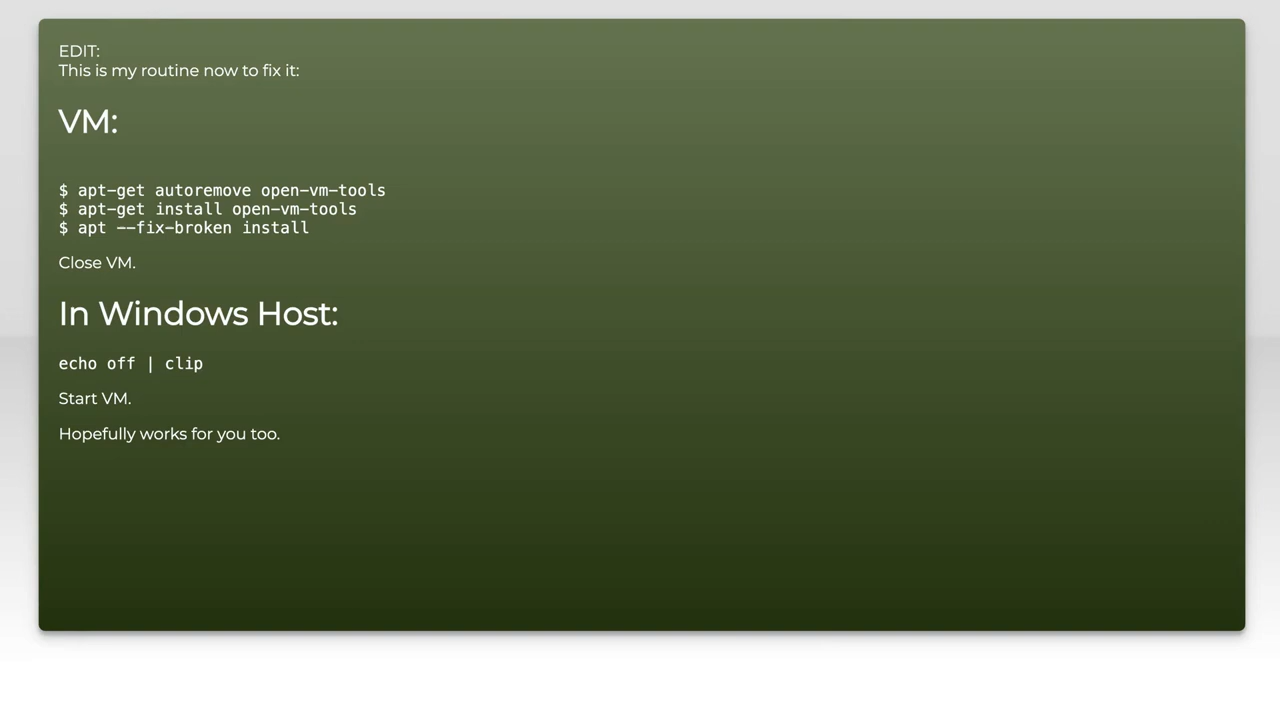 EDIT:
This is my routine now to fix it:
VM:
$ apt-get autoremove open-vm-tools
$ apt-get install open-vm-tools
$ apt --fix-broken install
Close VM.
In Windows Host:
echo off | clip
Start VM.
Hopefully works for you too.